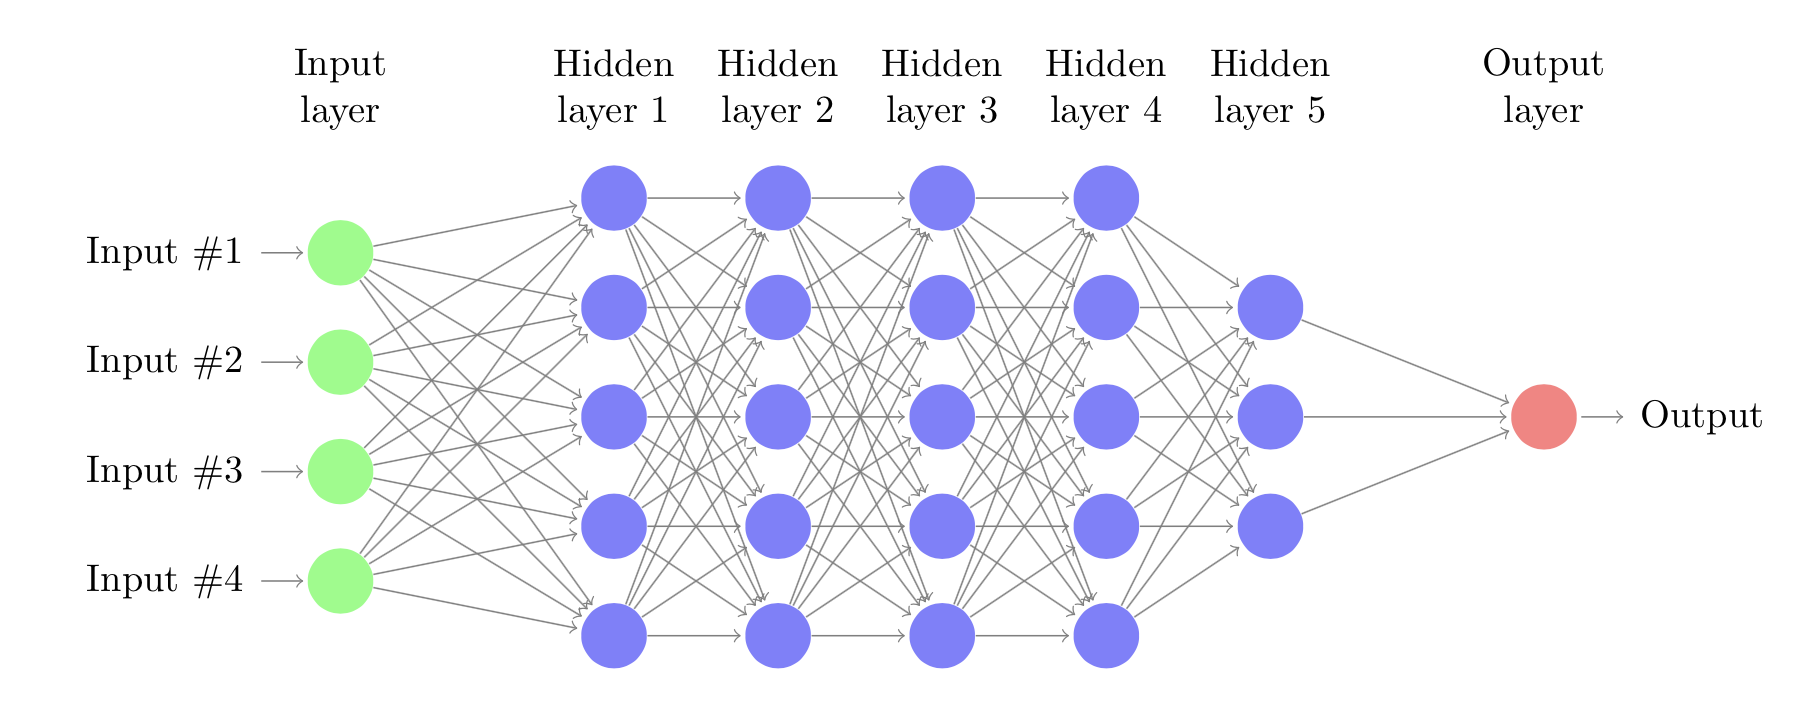 Input
layer
Hidden
layer 1
Hidden
layer 2
Hidden
layer 3
Hidden
layer 4
Hidden
layer 5
Output
layer
Input #1
Input #2
Input #3
Input #4
Output